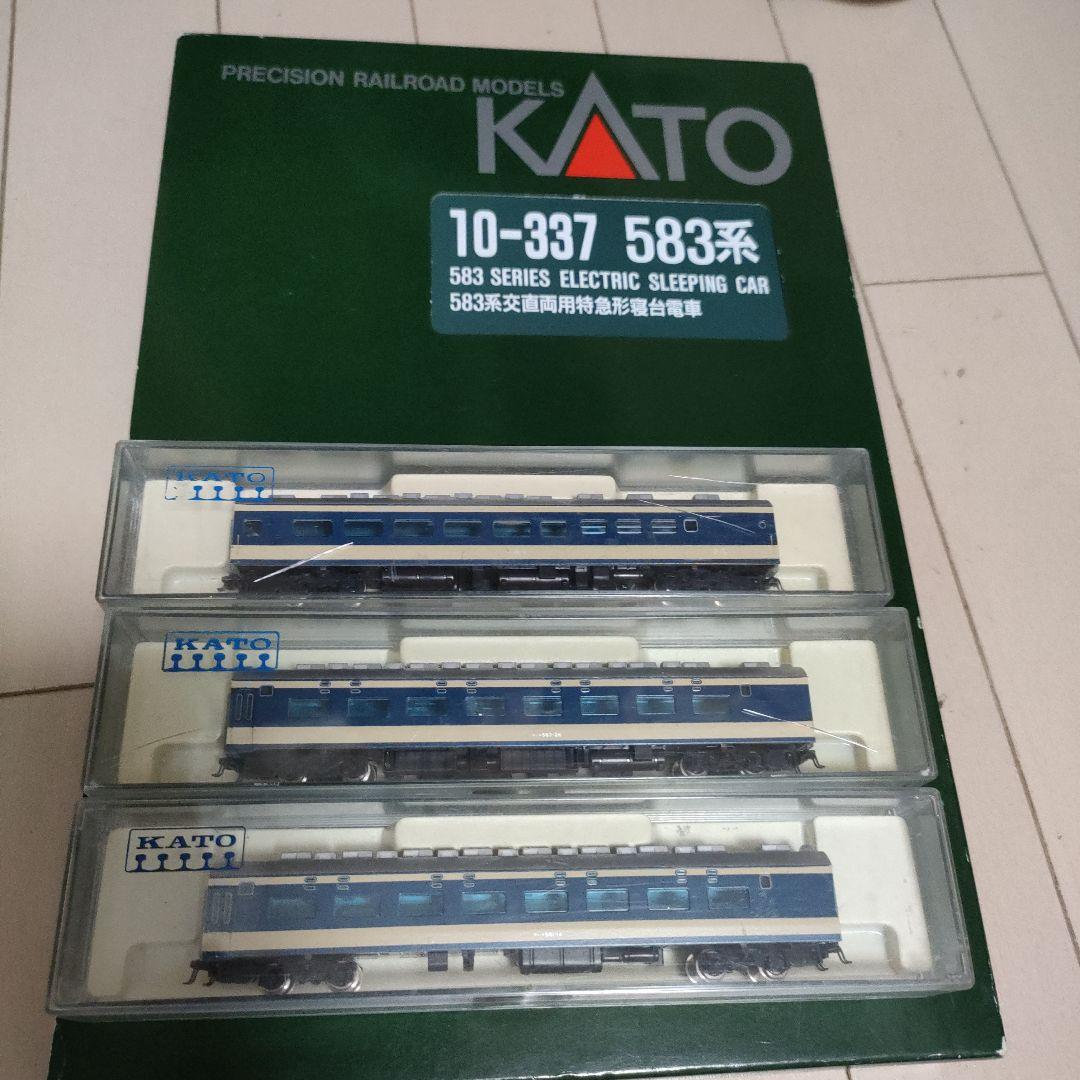 PRECISION RAILROAD MODELS
KATO
10-337 583系
583 SERIES ELECTRIC SLEEPING CAR
583系交直両用特急形寝台電車
KATO
KATO
KATO